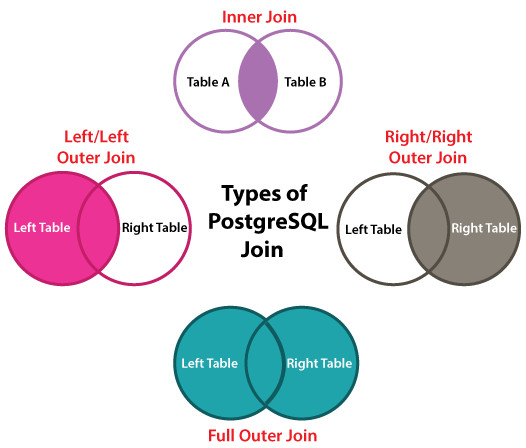 Inner Join
Table A
Table B
Left/Left
Outer Join
Left Table
Right Table
Types of
PostgreSQL
Join
Right/Right
Outer Join
Left Table
Right Table
Left Table
Right Table
Full Outer Join